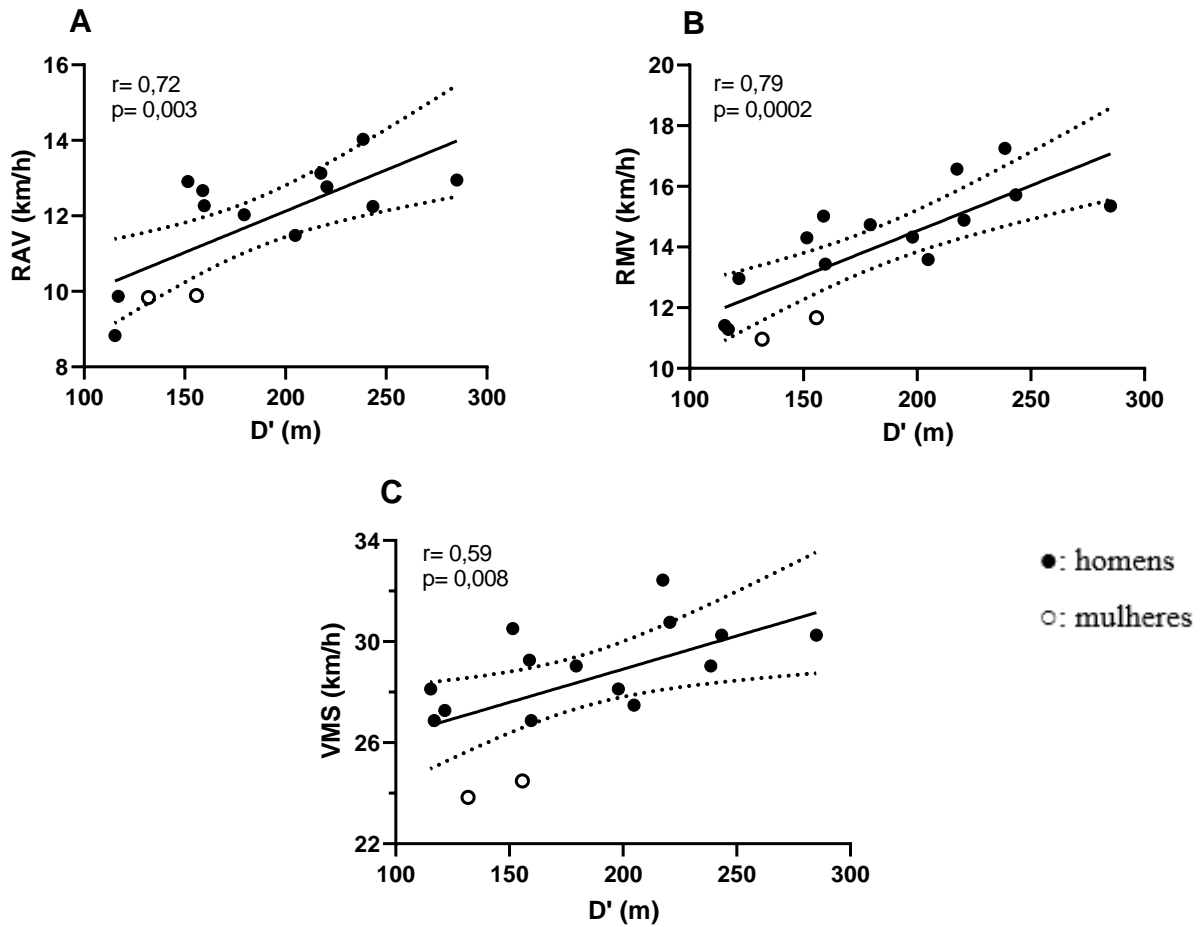 A
r= 0,72
p= 0,003
RAV (km/h)
16
14
12
10
8
100
150
200
250
300
D' (m)
B
r= 0,79
p= 0,0002
RMV (km/h)
20
18
16
14
12
10
100
150
200
250
300
D' (m)
C
r= 0,59
p= 0,008
VMS (km/h)
34
30
26
22
100
150
200
250
300
D' (m)
●: homens
○: mulheres